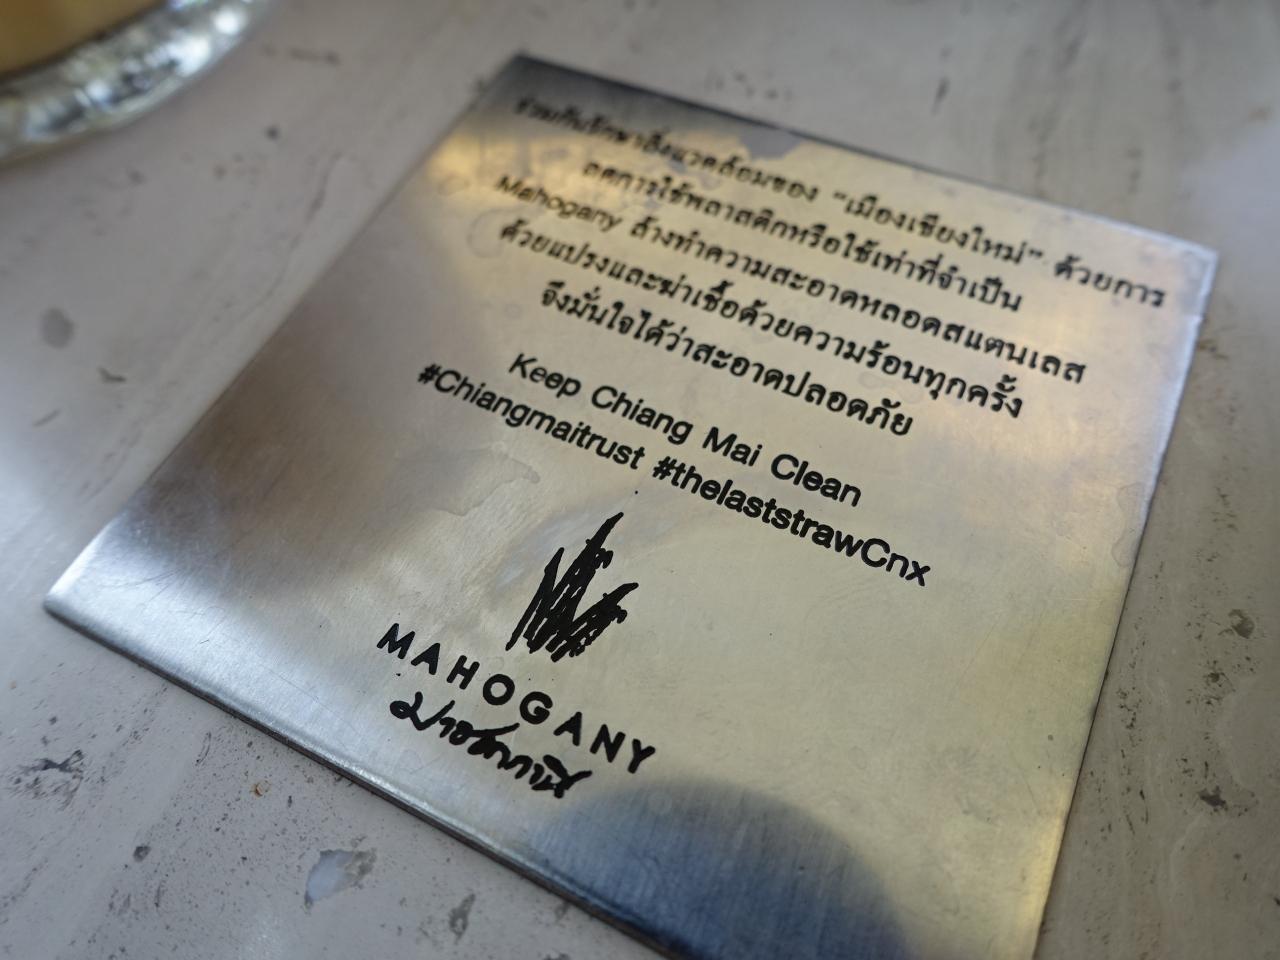 ร่วมกันรักษาสิ่งแวดล้อมของ “เมืองเชียงใหม่” ด้วยการ
ลดการใช้พลาสติกหรือใช้เท่าที่จำเป็น
Mahogany ล้างทำความสะอาดหลอดสแตนเลส
ด้วยแปรงและฆ่าเชื้อด้วยความร้อนทุกครั้ง
จึงมั่นใจได้ว่าสะอาดปลอดภัย
Keep Chiang Mai Clean
#Chiangmaitrust #thelaststrawCnx
MAHOGANY